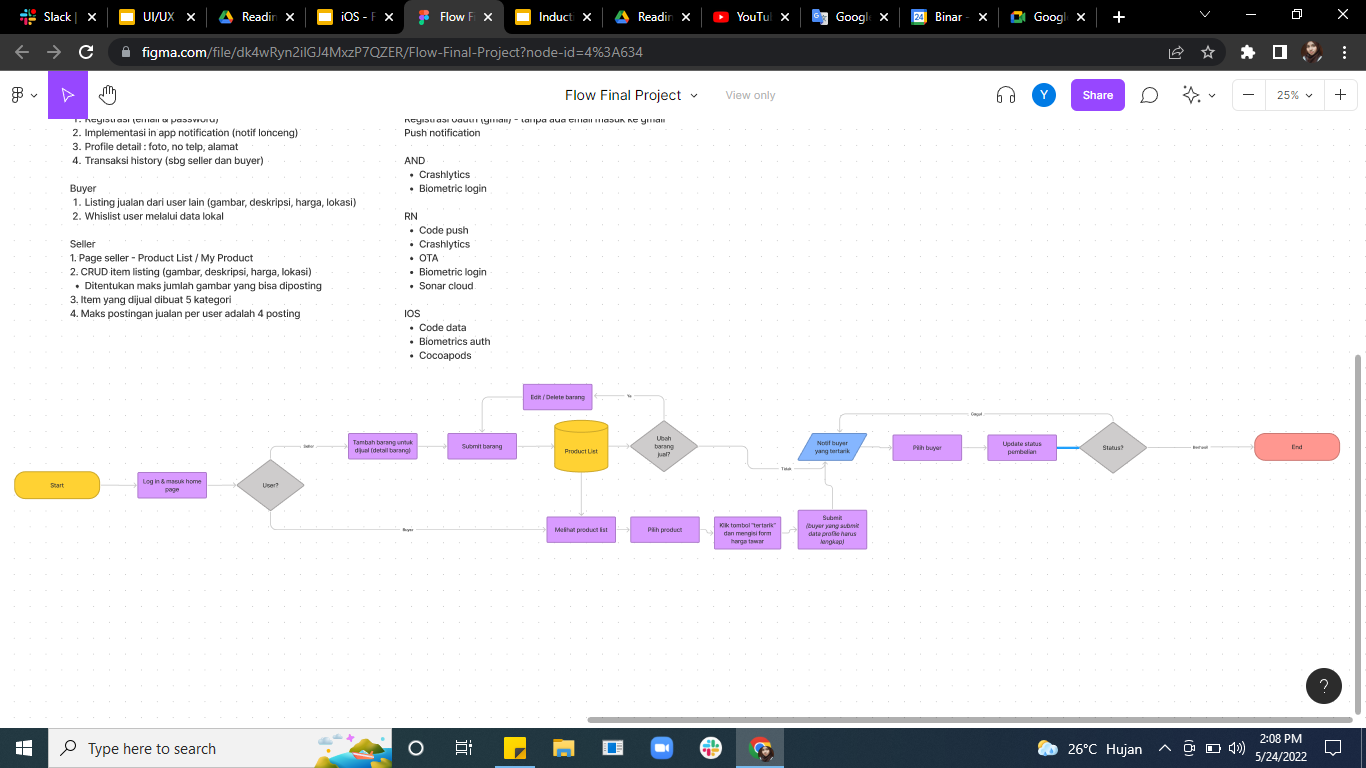 Slack |
UI/UX
Readin
iOS - F
Flow F
Induct
Readin
YouTu
Google
Binar -
Google
figma.com/file/dk4wRyn2iIGJ4MxzP7QZER/Flow-Final-Project?node-id=4%3A634
Flow Final Project
View only
Y
Share
25%
1. Registrasi (email & password)
2. Implementasi in app notification (notif lonceng)
3. Profile detail : foto, no telp, alamat
4. Transaksi history (sbg seller dan buyer)
Buyer
1. Listing jualan dari user lain (gambar, deskripsi, harga, lokasi)
2. Whislist user melalui data lokal
Seller
1. Page seller - Product List / My Product
2. CRUD item listing (gambar, deskripsi, harga, lokasi)
• Ditentukan maks jumlah gambar yang bisa diposting
3. Item yang dijual dibuat 5 kategori
4. Maks postingan jualan per user adalah 4 posting
Registrasi Oauth (gmail) - tanpa ada email masuk ke gmail
Push notification
AND
• Crashlytics
• Biometric login
RN
• Code push
• Crashlytics
• OTA
• Biometric login
• Sonar cloud
IOS
• Code data
• Biometrics auth
• Cocoapods
Start
Log in & masuk home
page
User?
Seller
Tambah barang untuk
dijual (detail barang)
Submit barang
Edit / Delete barang
Ya
Product List
Ubah
barang
jual?
Tidak
Buyer
Melihat product list
Pilih product
Klik tombol "tertarik"
dan mengisi form
harga tawar
Submit
(buyer yang submit
data profile harus
lengkap)
Notif buyer
yang tertarik
Pilih buyer
Update status
pembelian
Status?
Gagal
Berhasil
End
?
Type here to search
26°C Hujan
2:08 PM
5/24/2022